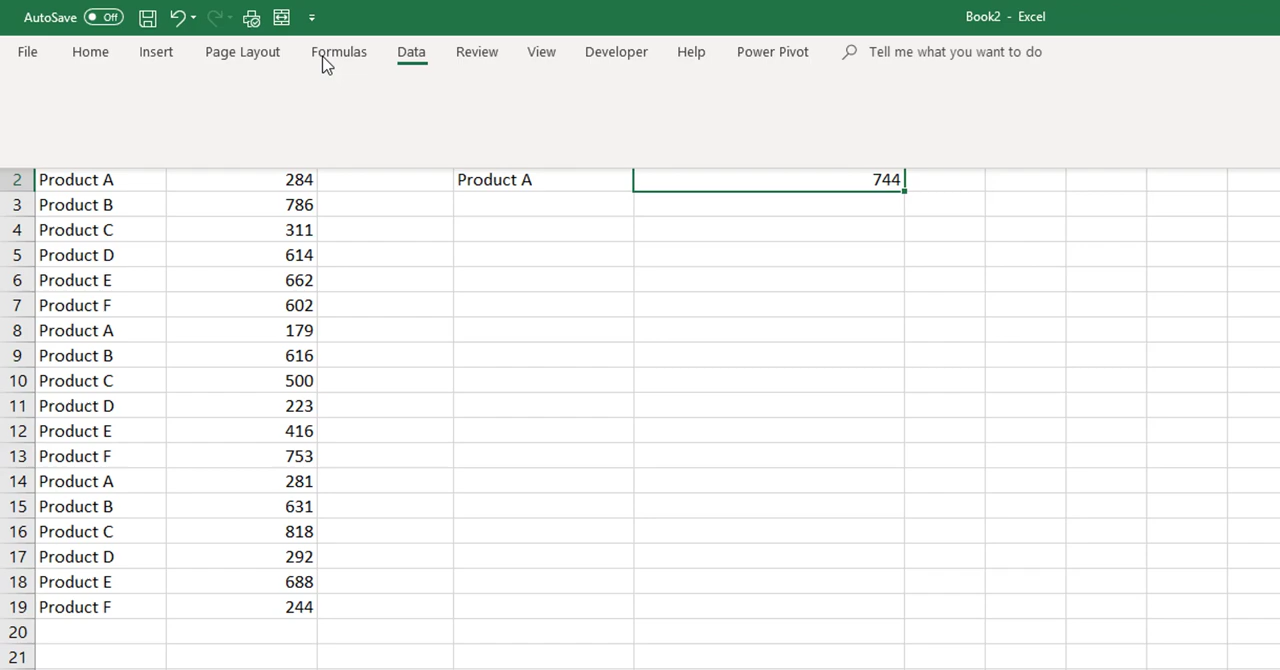 AutoSave Off Book2 - Excel
File Home Insert Page Layout Formulas Data Review View Developer Help Power Pivot Tell me what you want to do
2 Product A 284 Product A 744
3 Product B 786
4 Product C 311
5 Product D 614
6 Product E 662
7 Product F 602
8 Product A 179
9 Product B 616
10 Product C 500
11 Product D 223
12 Product E 416
13 Product F 753
14 Product A 281
15 Product B 631
16 Product C 818
17 Product D 292
18 Product E 688
19 Product F 244
20
21